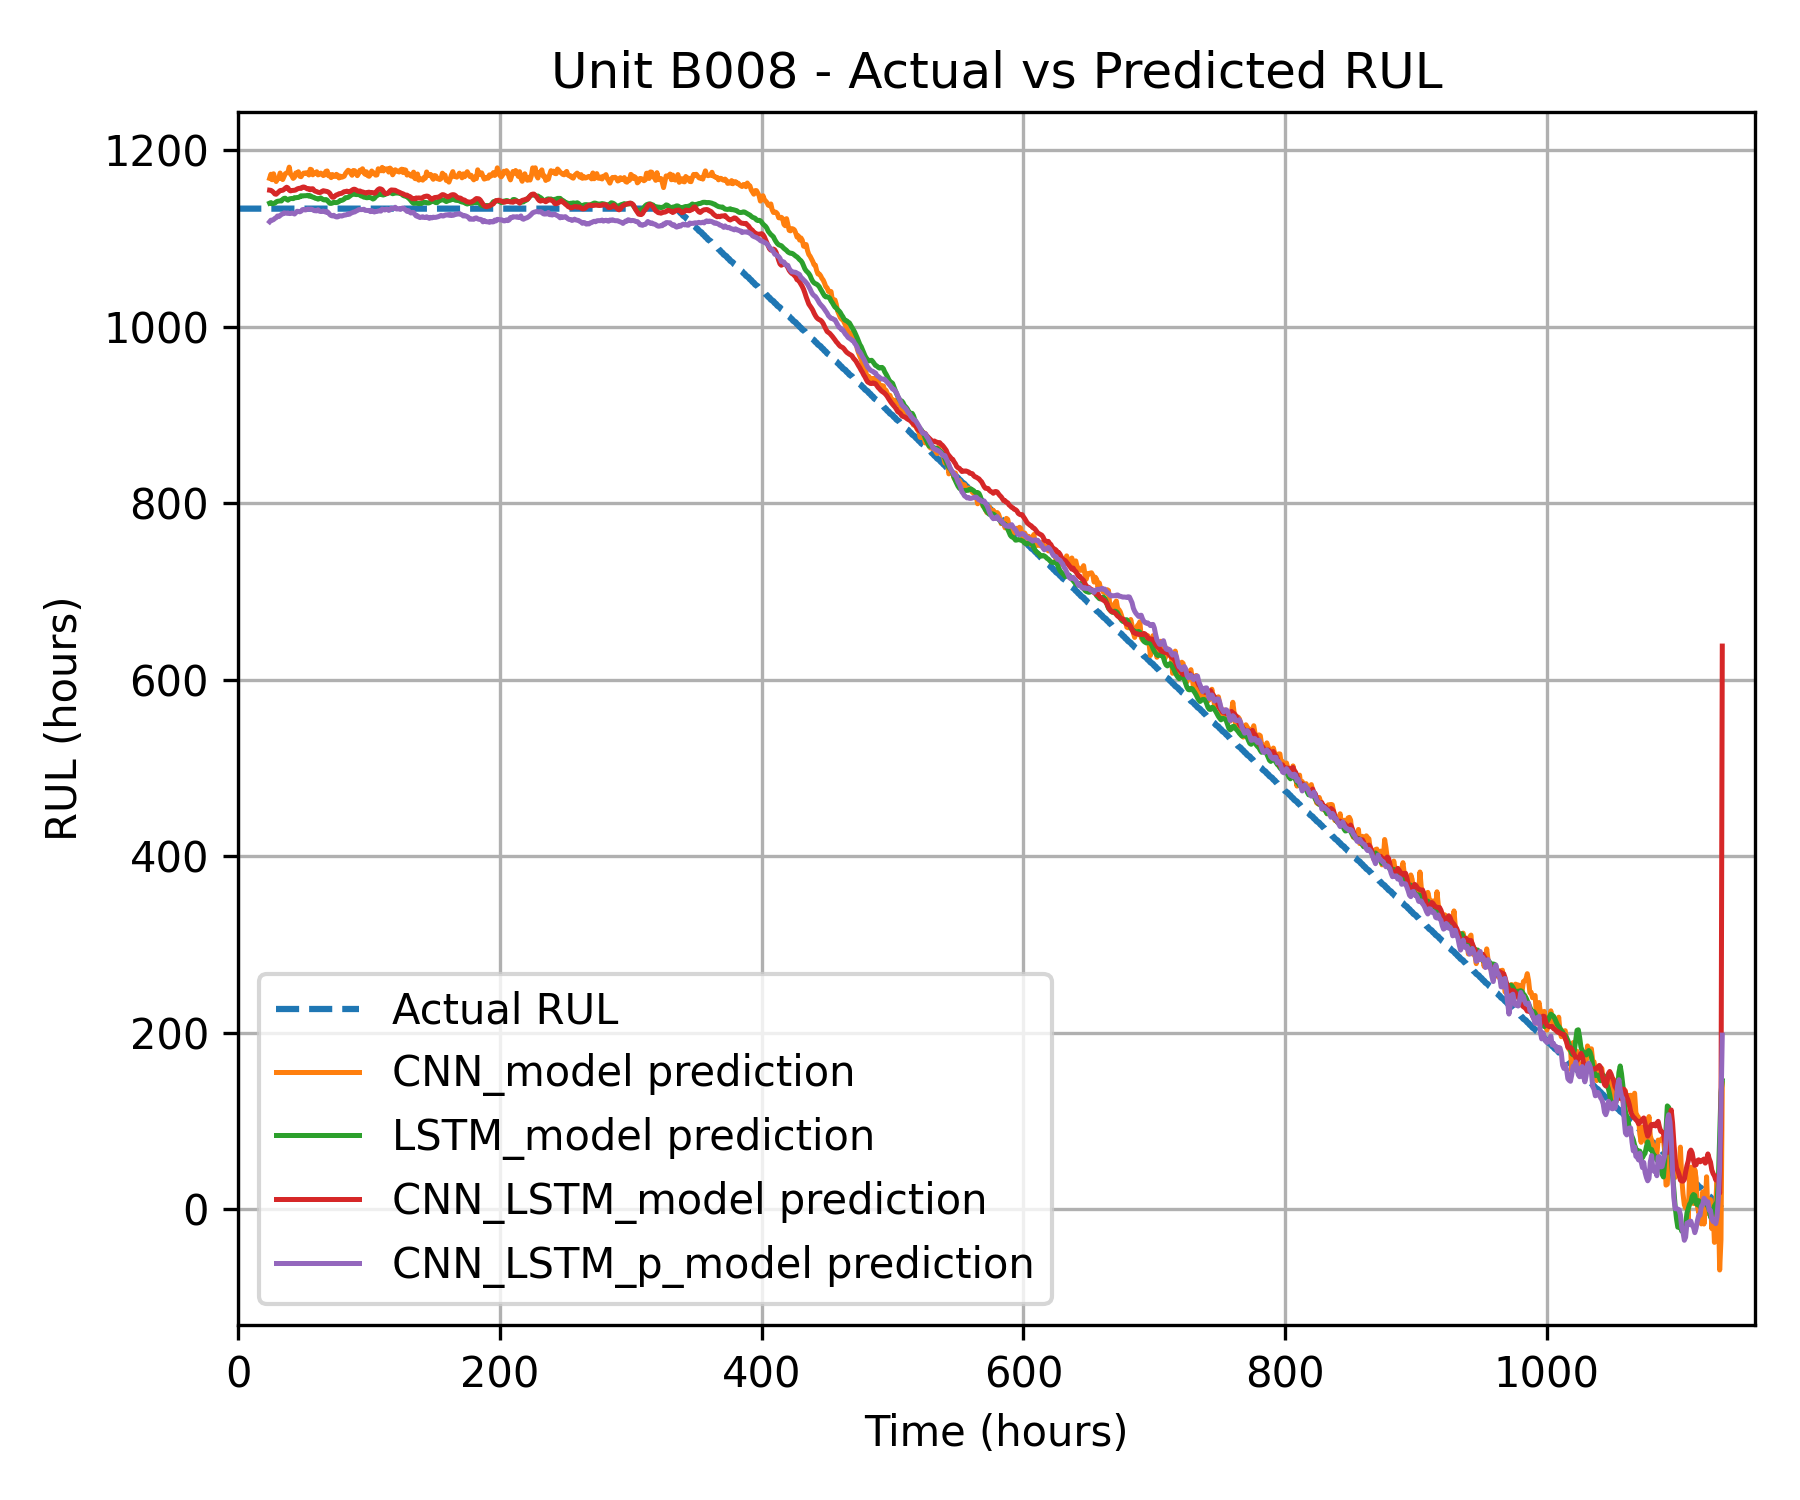 Unit B008 - Actual vs Predicted RUL
1200
1000
800
600
400
200
0
RUL (hours)
Actual RUL
CNN_model prediction
LSTM_model prediction
CNN_LSTM_model prediction
CNN_LSTM_p_model prediction
0 200 400 600 800 1000
Time (hours)